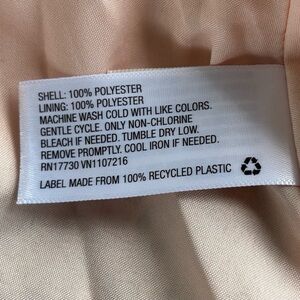 SHELL: 100% POLYESTER
LINING: 100% POLYESTER
MACHINE WASH COLD WITH LIKE COLORS.
GENTLE CYCLE. ONLY NON-CHLORINE
BLEACH IF NEEDED. TUMBLE DRY LOW.
REMOVE PROMPTLY. COOL IRON IF NEEDED.
RN17730 VN1107216
LABEL MADE FROM 100% RECYCLED PLASTIC